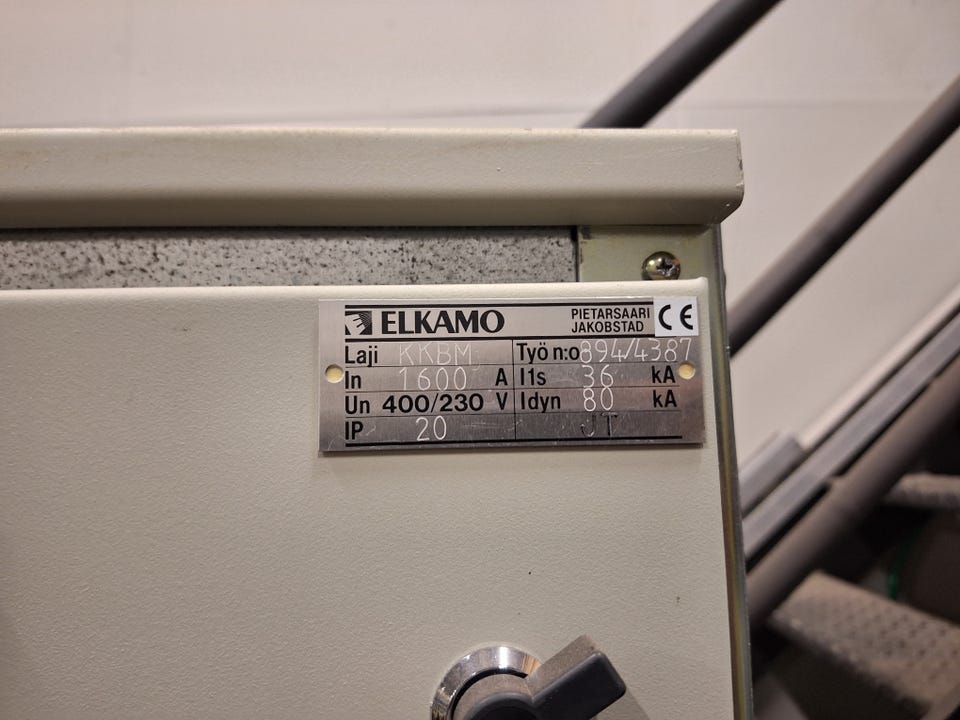 ELKAMO PIETARSAARI JAKOBSTAD CE
Laji KKBM Työ n:o 894/4387
In 1600 A I1s 36 kA
Un 400/230 V Idyn 80 kA
IP 20 JT